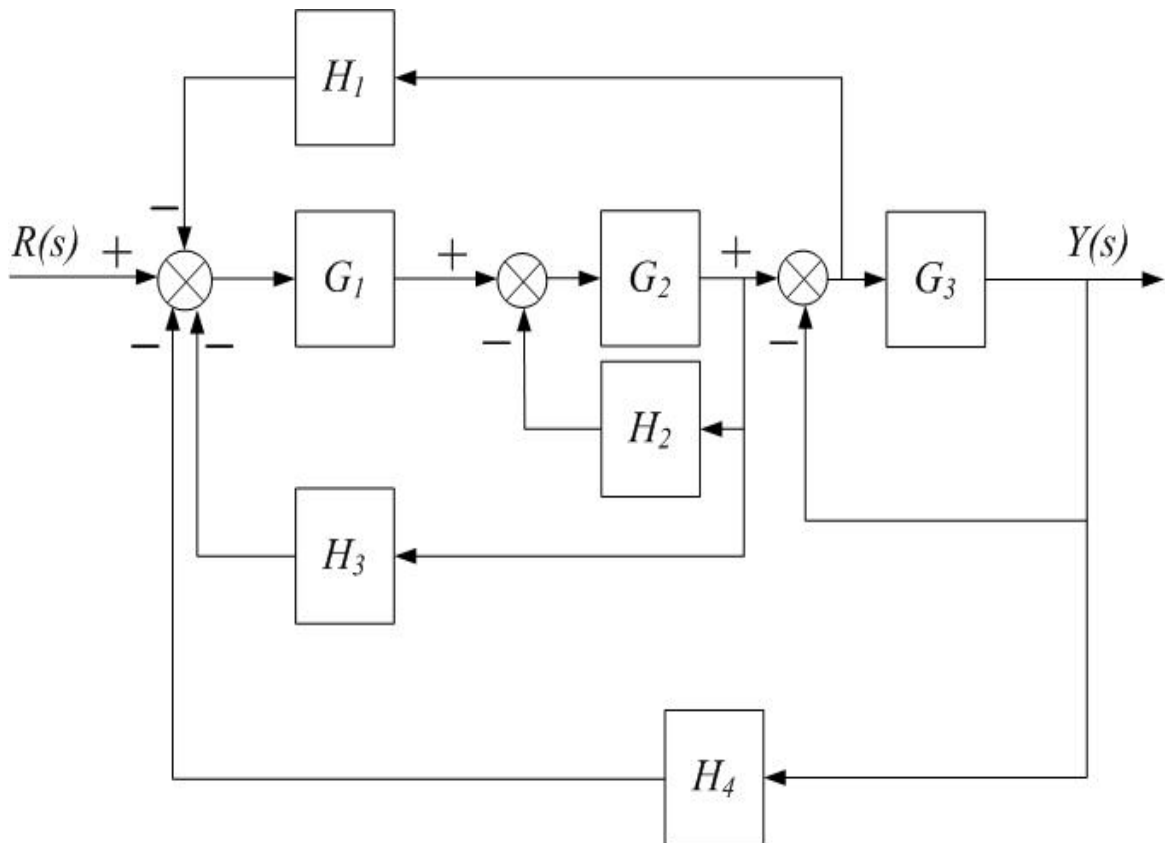 H₁
−
R(s) + G₁ + G₂ + G₃ Y(s)
− − − −
H₂
H₃
H₄